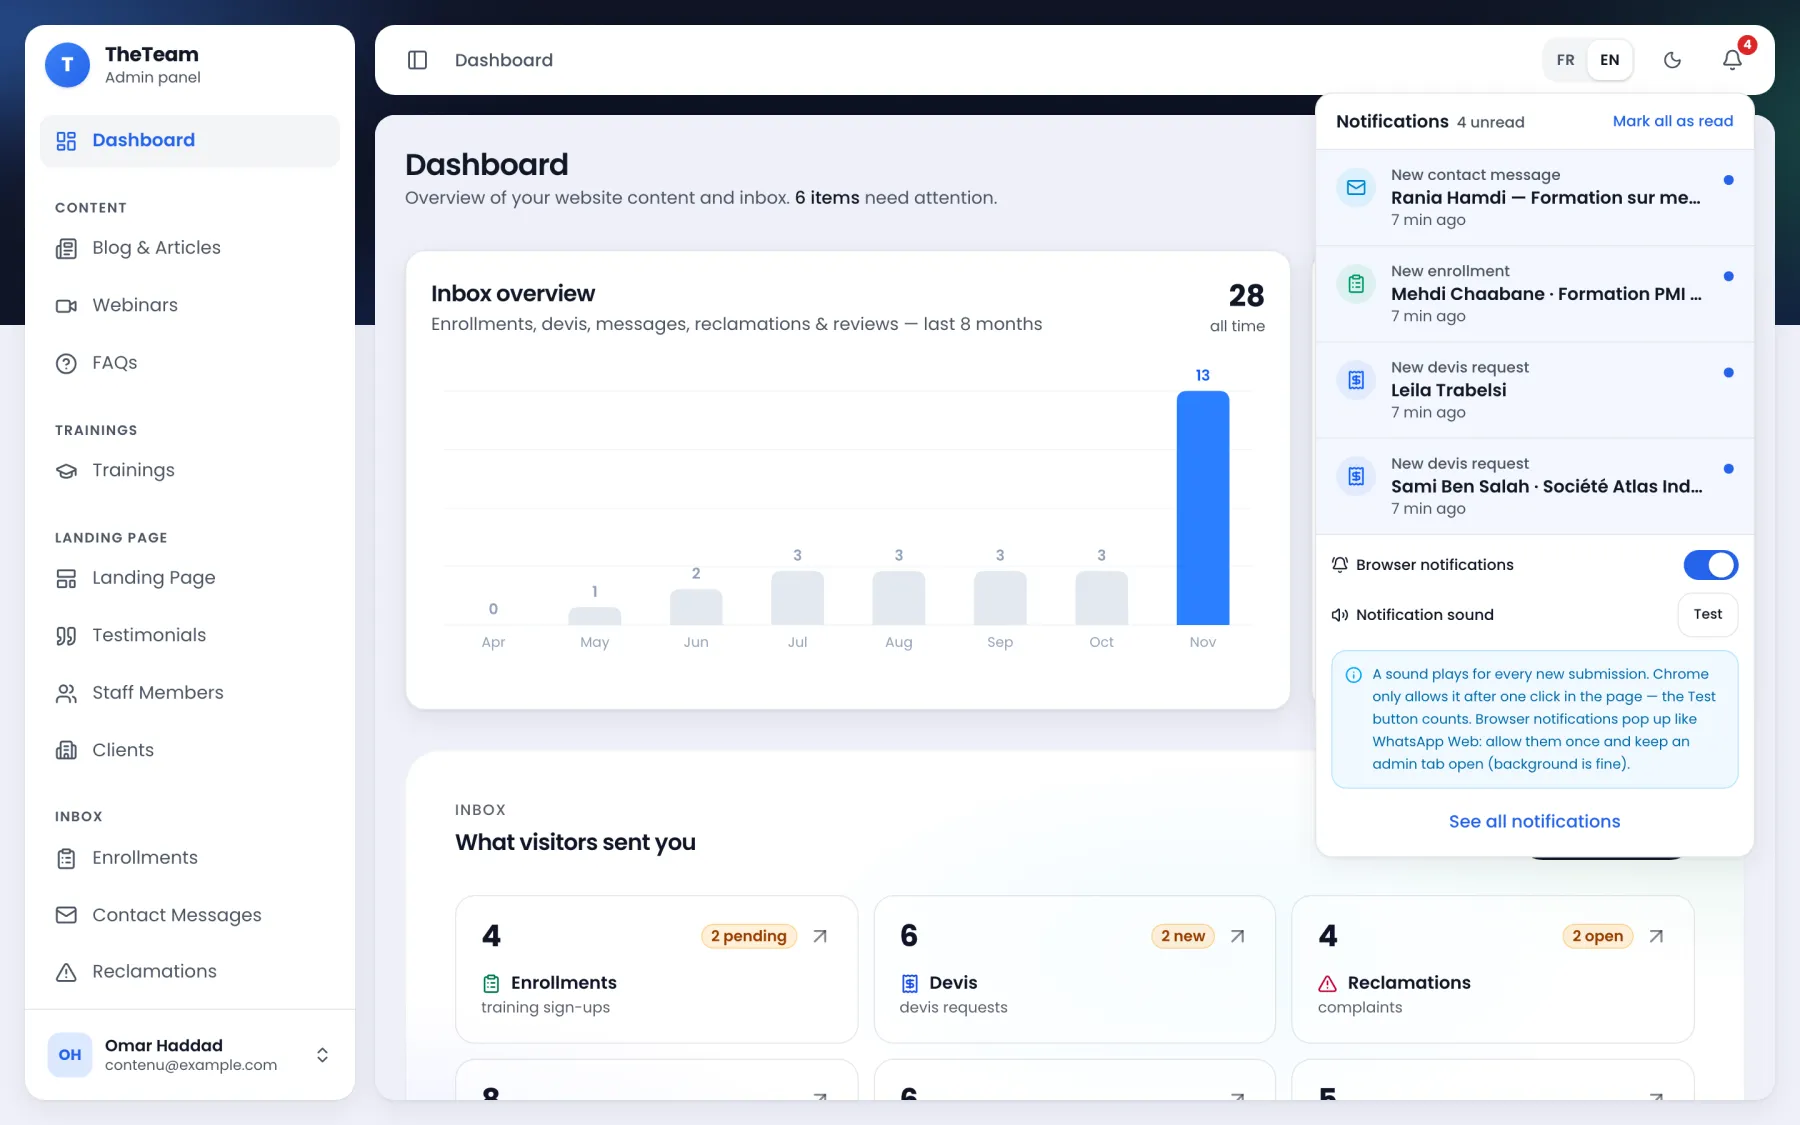 TheTeam
Admin panel
Dashboard
CONTENT
Blog & Articles
Webinars
FAQs
TRAININGS
Trainings
LANDING PAGE
Landing Page
Testimonials
Staff Members
Clients
INBOX
Enrollments
Contact Messages
Reclamations
OH
Omar Haddad
contenu@example.com
T
Dashboard
FR
EN
4
Dashboard
Overview of your website content and inbox. 6 items need attention.
Inbox overview
Enrollments, devis, messages, reclamations & reviews — last 8 months
28
all time
0
1
2
3
3
3
3
13
Apr
May
Jun
Jul
Aug
Sep
Oct
Nov
INBOX
What visitors sent you
4
2 pending
Enrollments
training sign-ups
6
2 new
Devis
devis requests
4
2 open
Reclamations
complaints
8
6
5
Notifications 4 unread
Mark all as read
New contact message
Rania Hamdi — Formation sur me...
7 min ago
New enrollment
Mehdi Chaabane · Formation PMI ...
7 min ago
New devis request
Leila Trabelsi
7 min ago
New devis request
Sami Ben Salah · Société Atlas Ind...
7 min ago
Browser notifications
Notification sound
Test
A sound plays for every new submission. Chrome
only allows it after one click in the page — the Test
button counts. Browser notifications pop up like
WhatsApp Web: allow them once and keep an
admin tab open (background is fine).
See all notifications